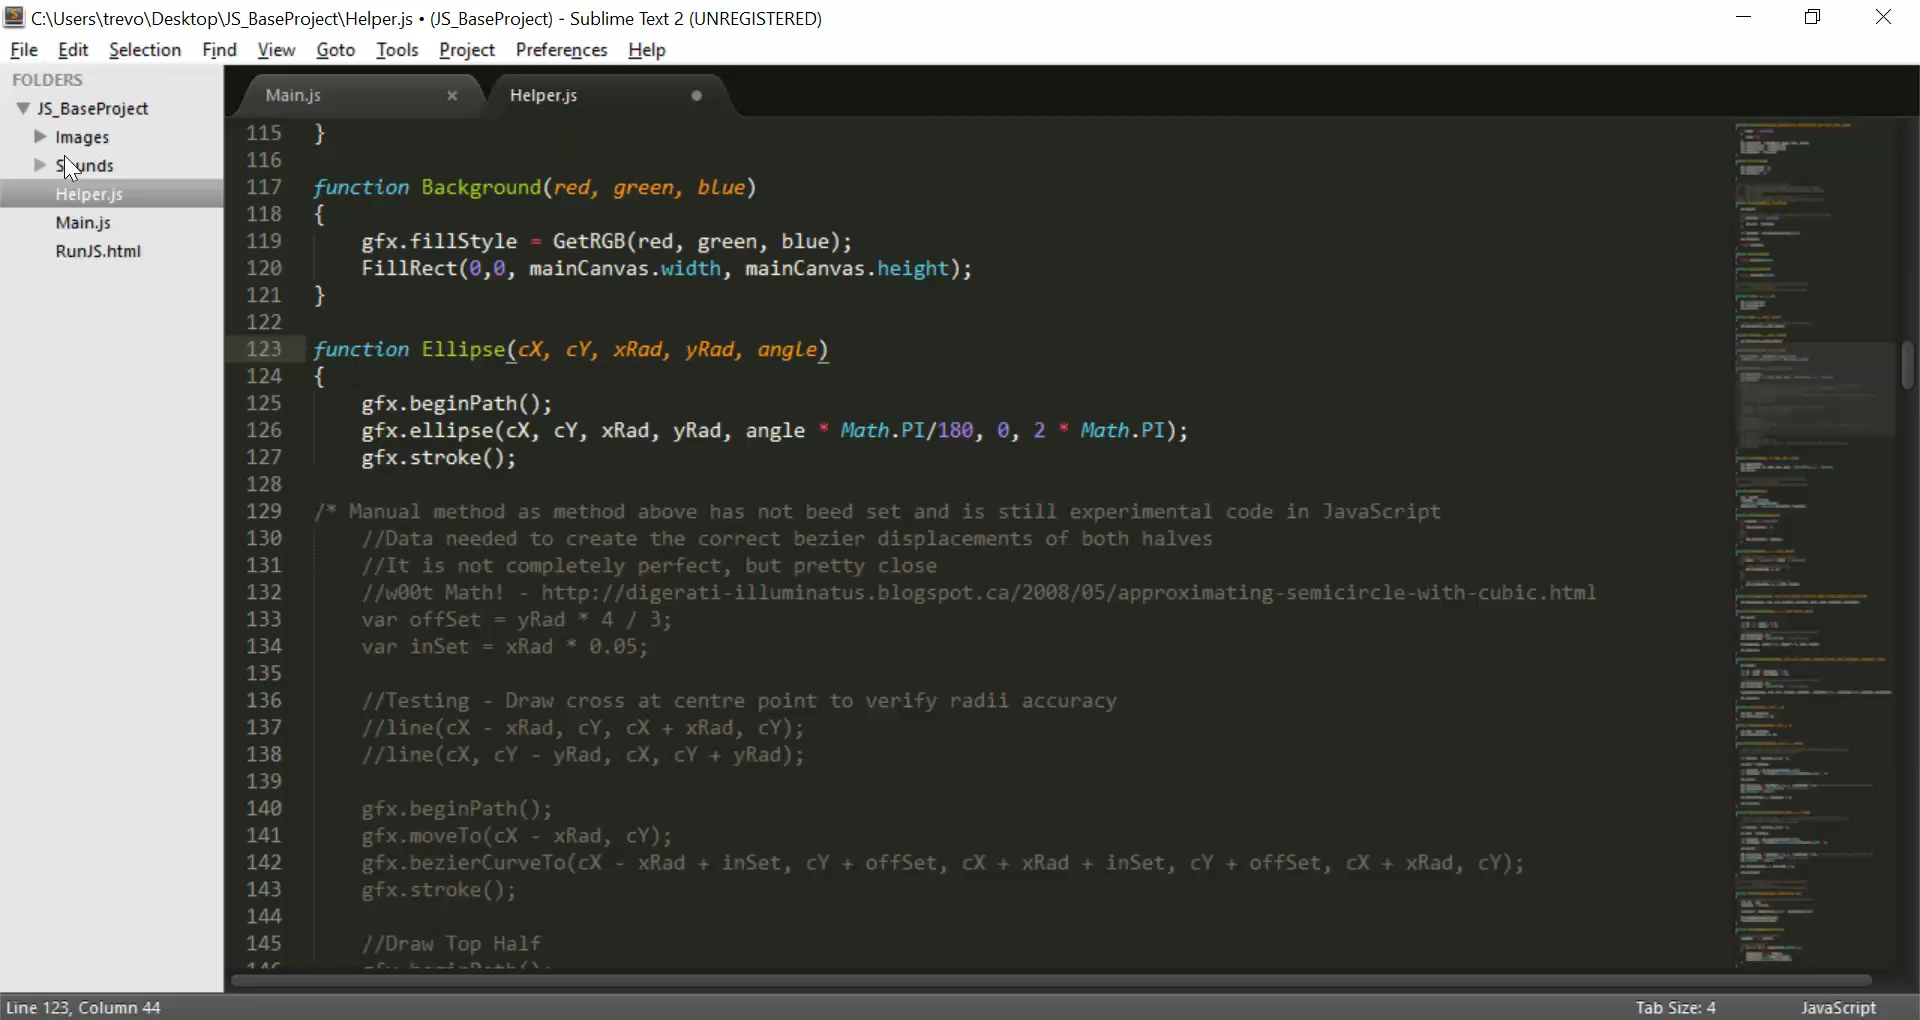 C:\Users\trevo\Desktop\JS_BaseProject\Helper.js • (JS_BaseProject) - Sublime Text 2 (UNREGISTERED)
File Edit Selection Find View Goto Tools Project Preferences Help
FOLDERS
JS_BaseProject
Images
Helper.js
Main.js
RunJS.html
Main.js Helper.js
115 }
116
117 function Background(red, green, blue)
118 {
119 gfx.fillStyle = GetRGB(red, green, blue);
120 FillRect(0,0, mainCanvas.width, mainCanvas.height);
121 }
122
123 function Ellipse(cX, cY, xRad, yRad, angle)
124 {
125 gfx.beginPath();
126 gfx.ellipse(cX, cY, xRad, yRad, angle * Math.PI/180, 0, 2 * Math.PI);
127 gfx.stroke();
128
129 /* Manual method as method above has not beed set and is still experimental code in JavaScript
130 //Data needed to create the correct bezier displacements of both halves
131 //It is not completely perfect, but pretty close
132 //w00t Math! - http://digerati-illuminatus.blogspot.ca/2008/05/approximating-semicircle-with-cubic.html
133 var offSet = yRad * 4 / 3;
134 var inSet = xRad * 0.05;
135
136 //Testing - Draw cross at centre point to verify radii accuracy
137 //line(cX - xRad, cY, cX + xRad, cY);
138 //line(cX, cY - yRad, cX, cY + yRad);
139
140 gfx.beginPath();
141 gfx.moveTo(cX - xRad, cY);
142 gfx.bezierCurveTo(cX - xRad + inSet, cY + offSet, cX + xRad + inSet, cY + offSet, cX + xRad, cY);
143 gfx.stroke();
144
145 //Draw Top Half
Line 123, Column 44
Tab Size: 4
JavaScript